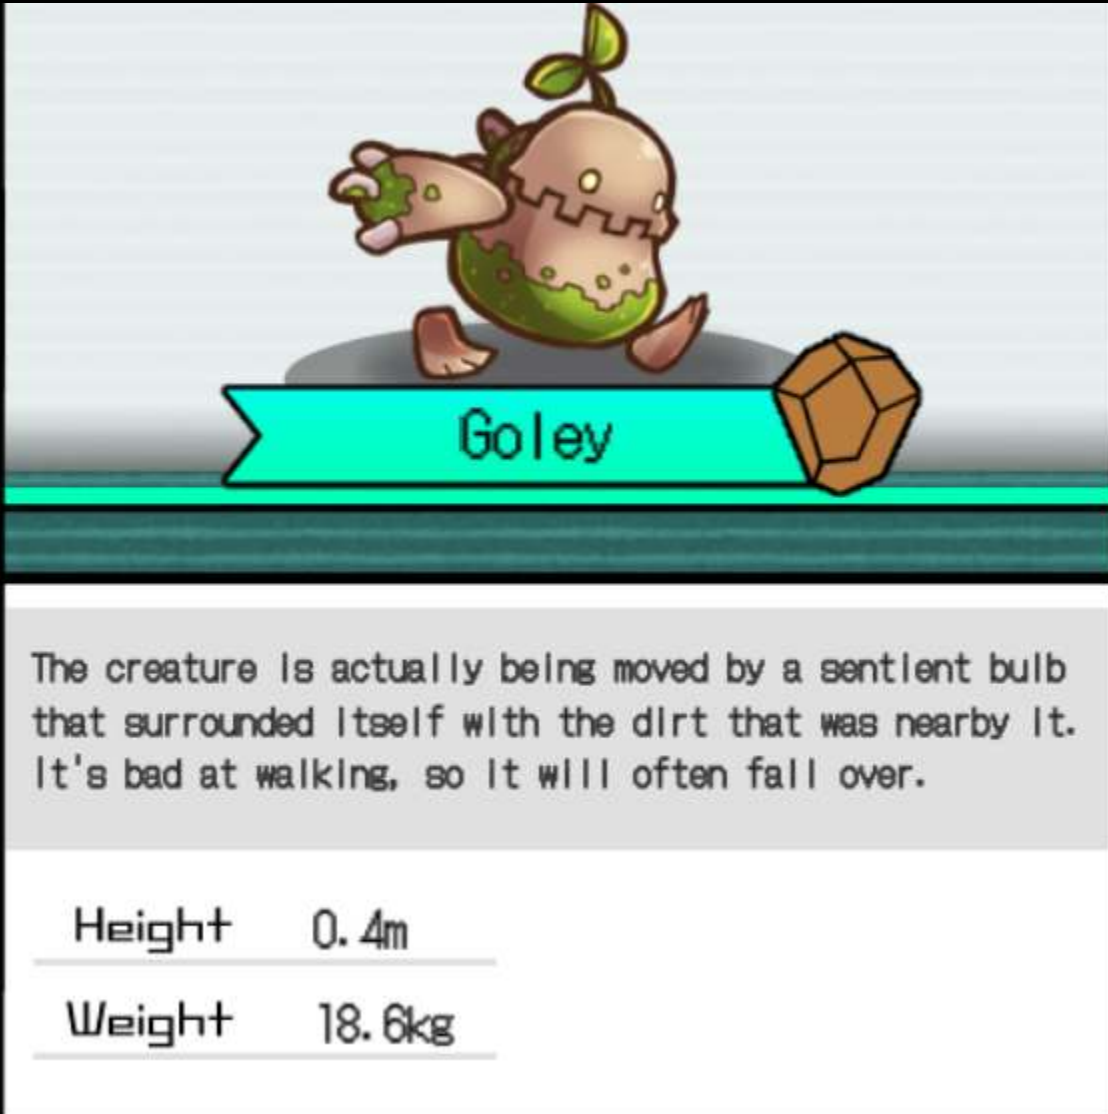 Goley
The creature is actually being moved by a sentient bulb
that surrounded itself with the dirt that was nearby it.
It's bad at walking, so it will often fall over.
Height 0.4m
Weight 18.6kg